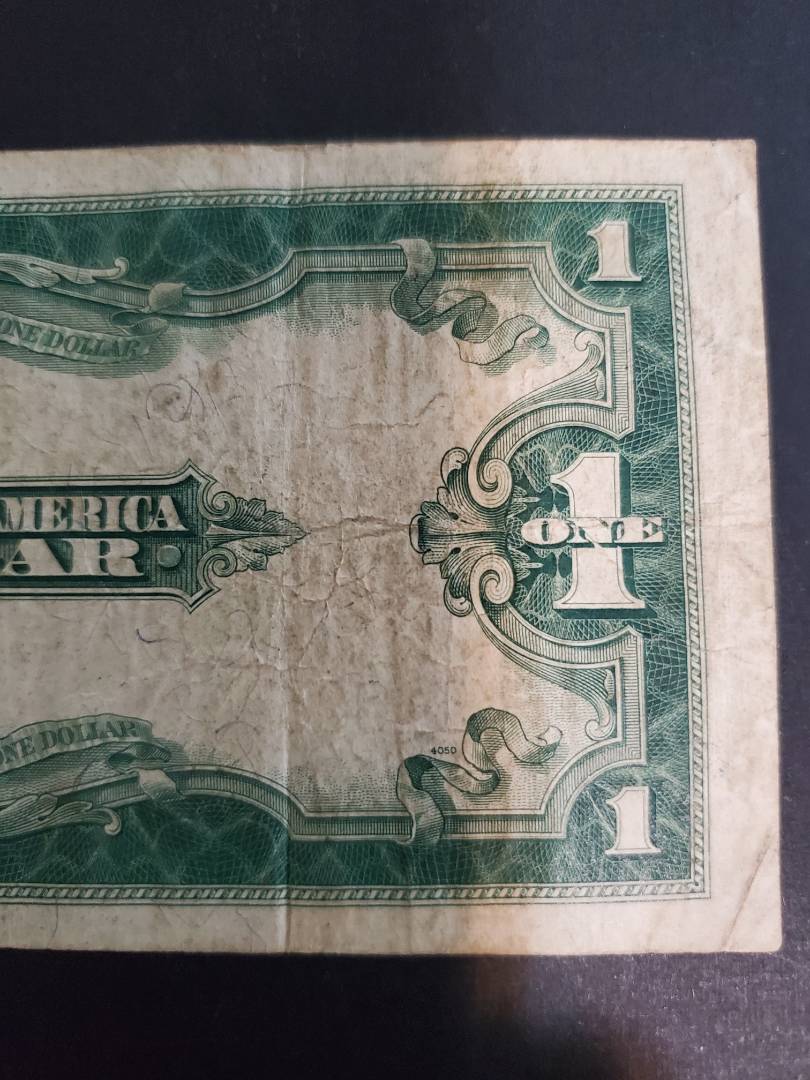 1
ONE DOLLAR
MERICA
AR
1
ONE
ONE DOLLAR
4050
1